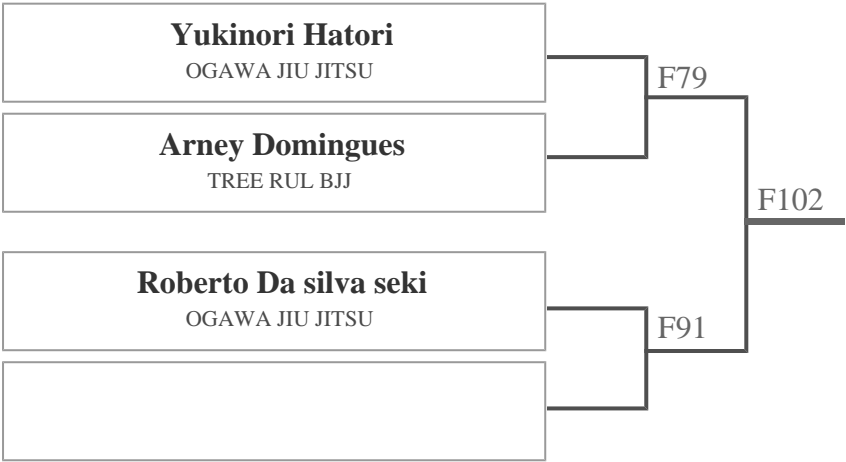 Yukinori Hatori
OGAWA JIU JITSU
F79
Arney Domingues
TREE RUL BJJ
F102
Roberto Da silva seki
OGAWA JIU JITSU
F91